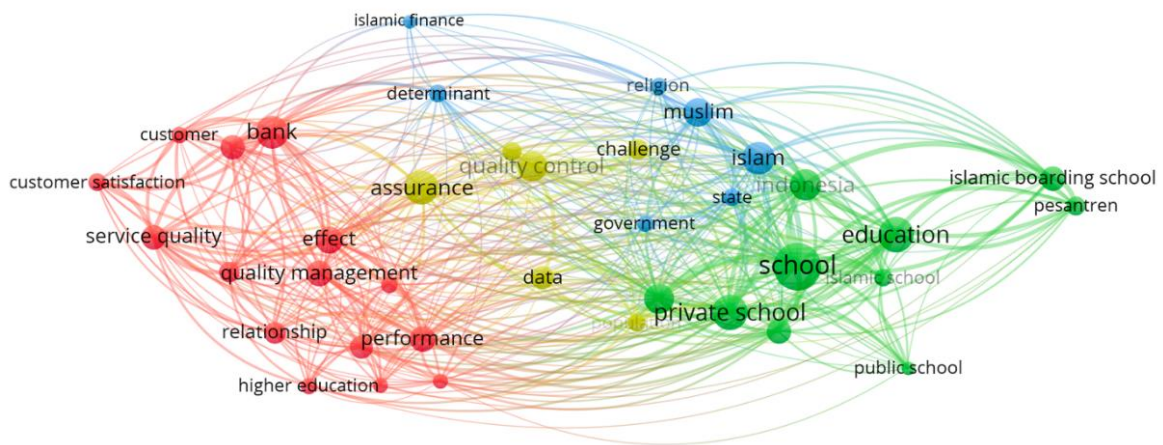 islamic finance
determinant
religion
muslim
customer
bank
challenge
quality control
islam
customer satisfaction
assurance
indonesia
islamic boarding school
state
pesantren
government
service quality
effect
education
quality management
data
school
islamic school
private school
population
relationship
performance
public school
higher education